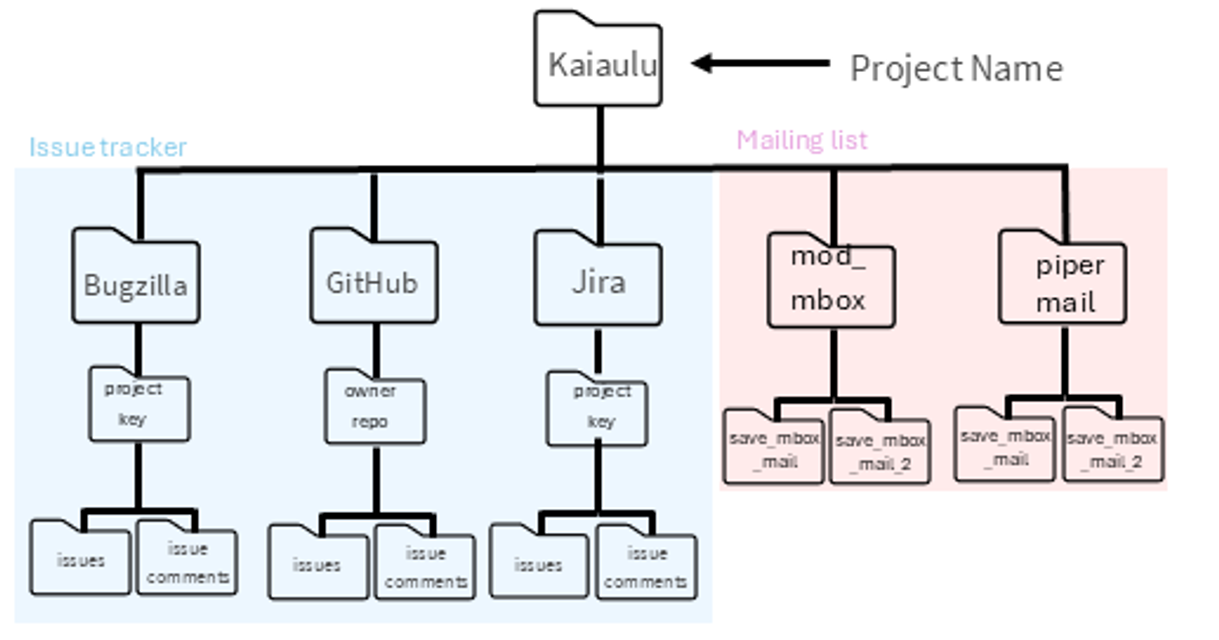 Kaiaulu
Project Name
Issue tracker
Mailing list
Bugzilla
GitHub
Jira
mod_
mbox
piper
mail
project
key
owner
repo
project
key
save_mbox
_mail
save_mbox
_mail_2
save_mbox
_mail
save_mbox
_mail_2
issues
issue
comments
issues
issue
comments
issues
issue
comments